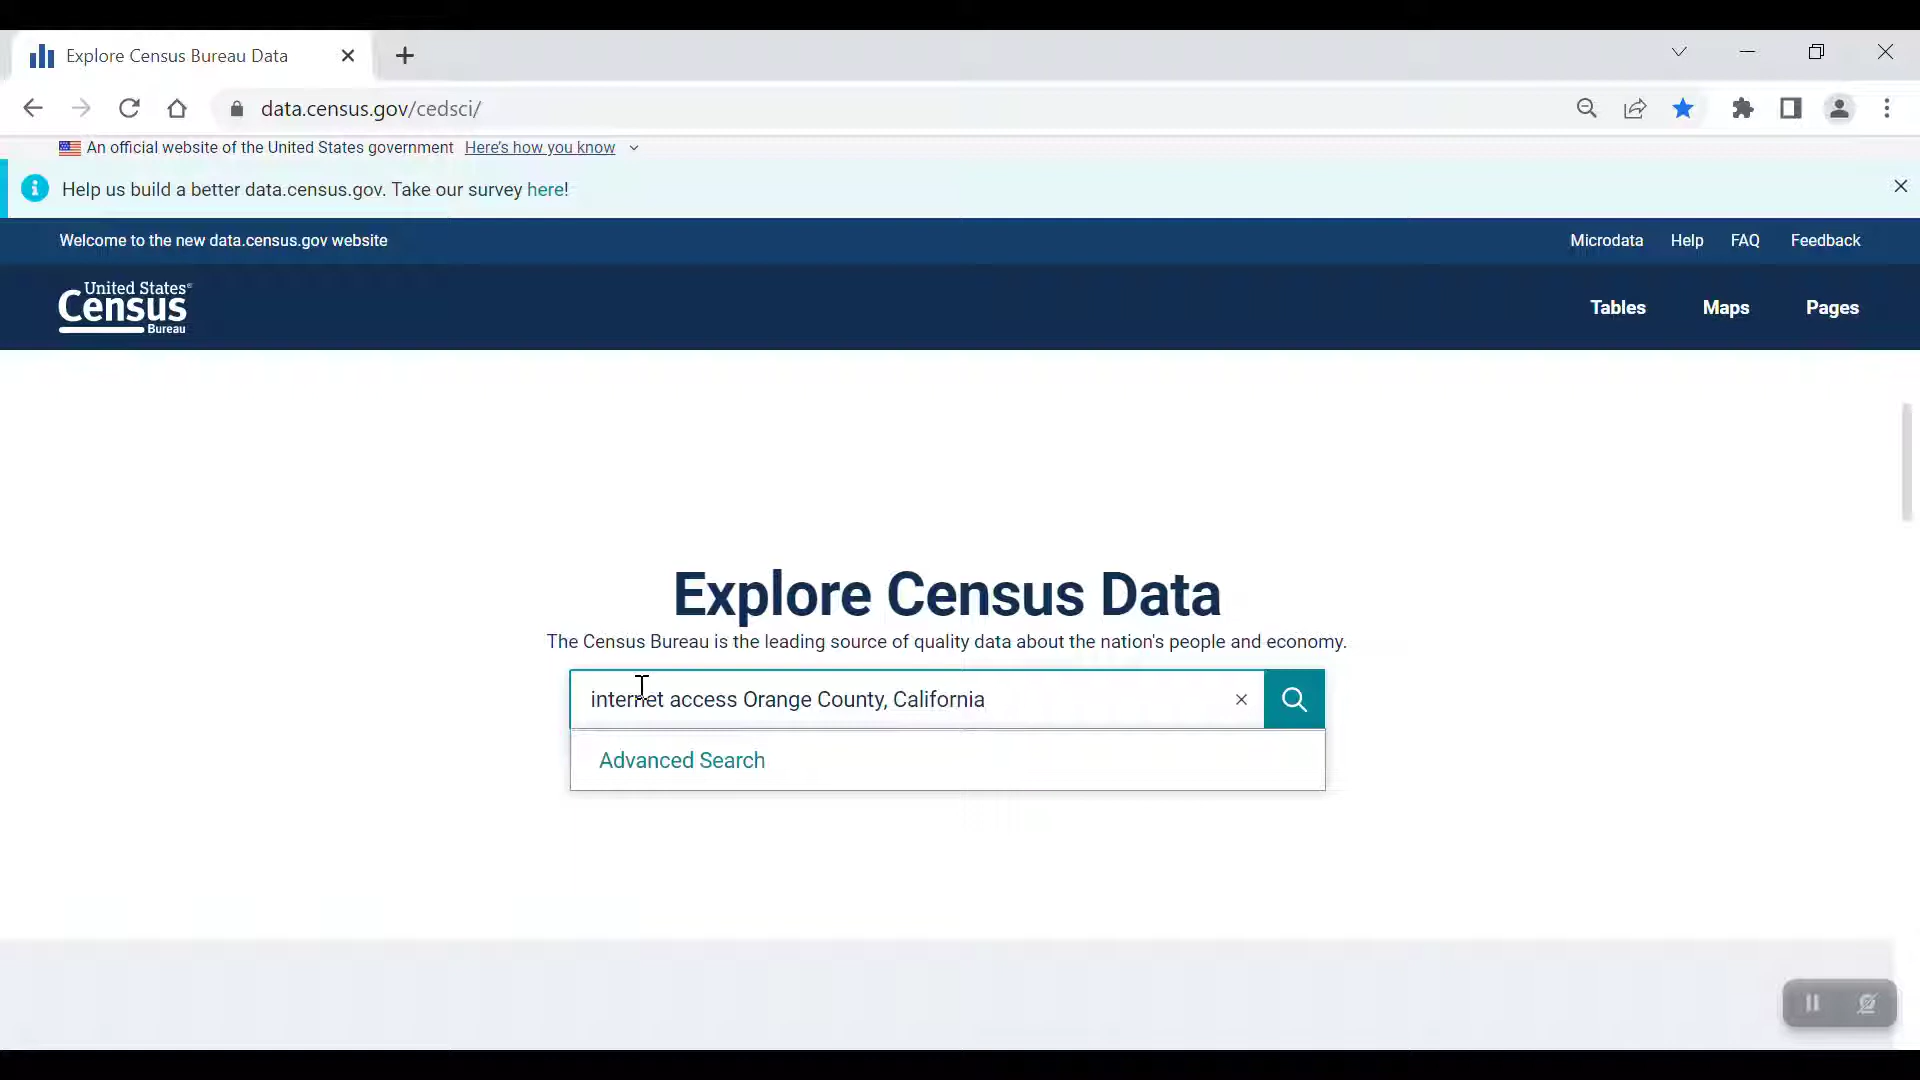 Explore Census Bureau Data
data.census.gov/cedsci/
An official website of the United States government Here's how you know
Help us build a better data.census.gov. Take our survey here!
Welcome to the new data.census.gov website
Microdata Help FAQ Feedback
United States®
Census
Bureau
Tables Maps Pages
Explore Census Data
The Census Bureau is the leading source of quality data about the nation's people and economy.
internet access Orange County, California
Advanced Search